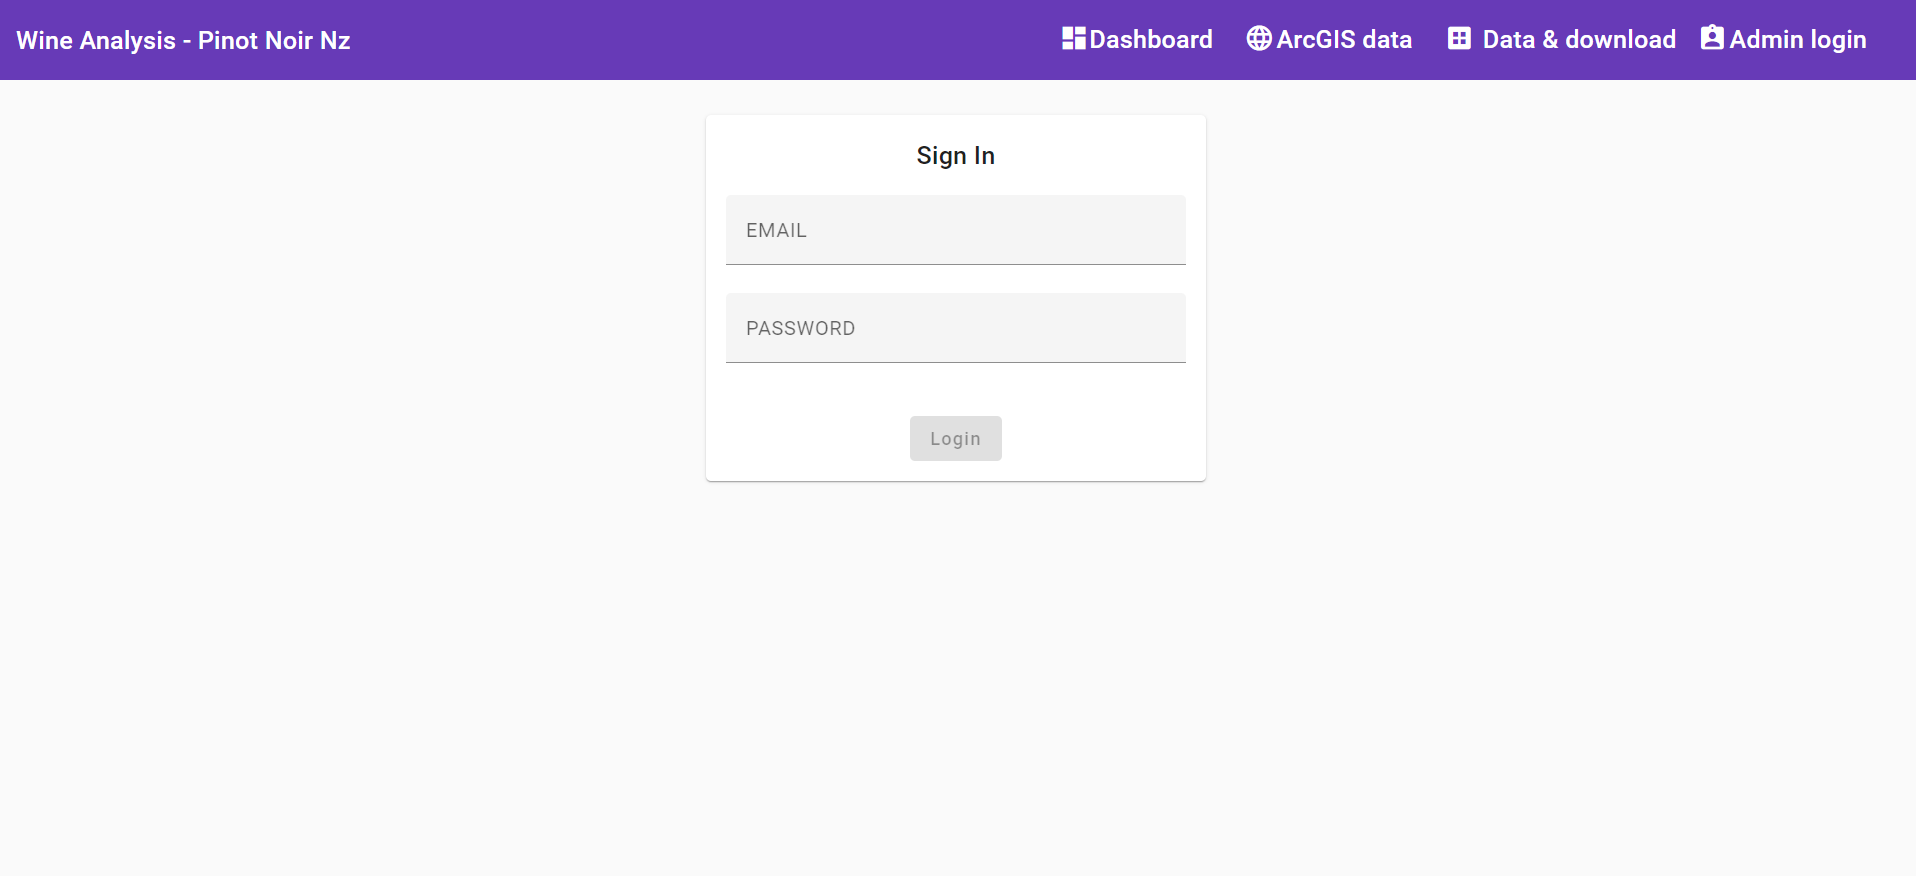 Wine Analysis - Pinot Noir Nz
Dashboard
ArcGIS data
Data & download
Admin login
Sign In
EMAIL
PASSWORD
Login